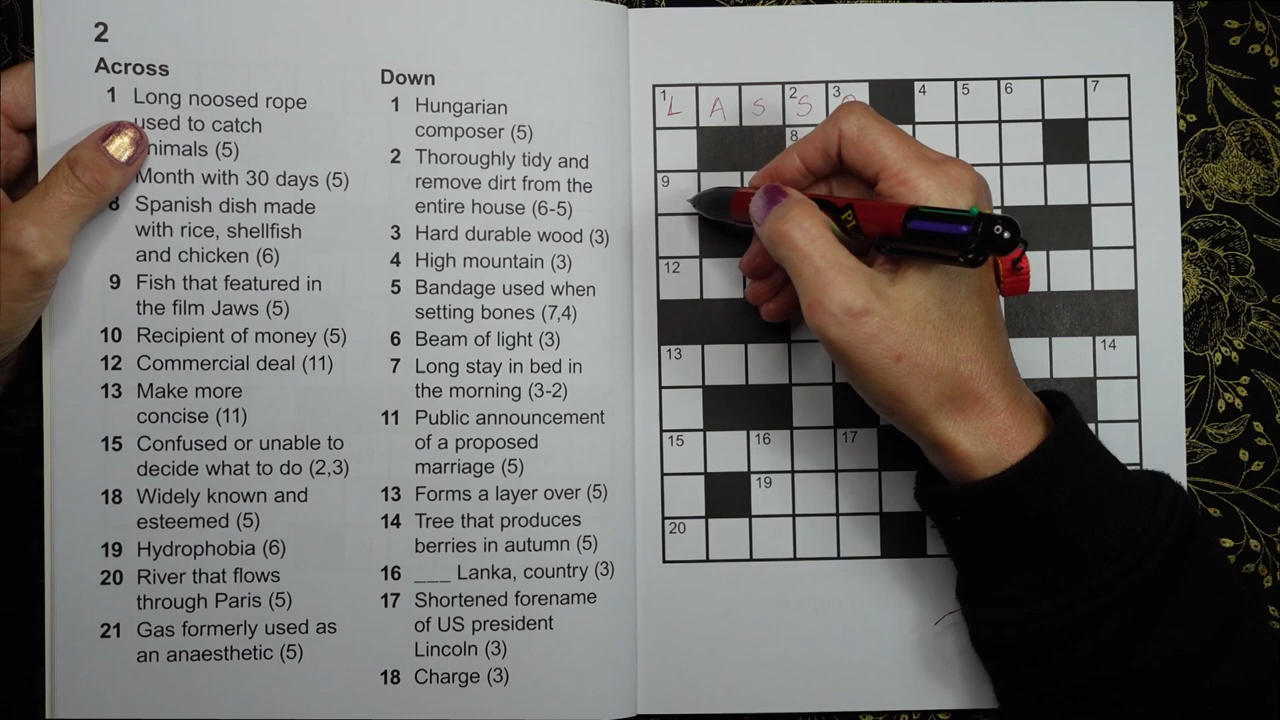 2
Across
1 Long noosed rope
used to catch
nimals (5)
Month with 30 days (5)
8 Spanish dish made
with rice, shellfish
and chicken (6)
9 Fish that featured in
the film Jaws (5)
10 Recipient of money (5)
12 Commercial deal (11)
13 Make more
concise (11)
15 Confused or unable to
decide what to do (2,3)
18 Widely known and
esteemed (5)
19 Hydrophobia (6)
20 River that flows
through Paris (5)
21 Gas formerly used as
an anaesthetic (5)
Down
1 Hungarian
composer (5)
2 Thoroughly tidy and
remove dirt from the
entire house (6-5)
3 Hard durable wood (3)
4 High mountain (3)
5 Bandage used when
setting bones (7,4)
6 Beam of light (3)
7 Long stay in bed in
the morning (3-2)
11 Public announcement
of a proposed
marriage (5)
13 Forms a layer over (5)
14 Tree that produces
berries in autumn (5)
16 ___ Lanka, country (3)
17 Shortened forename
of US president
Lincoln (3)
18 Charge (3)
1 2 3 4 5 6 7
L A S S O
8
9
12
13 14
15 16 17
19
20